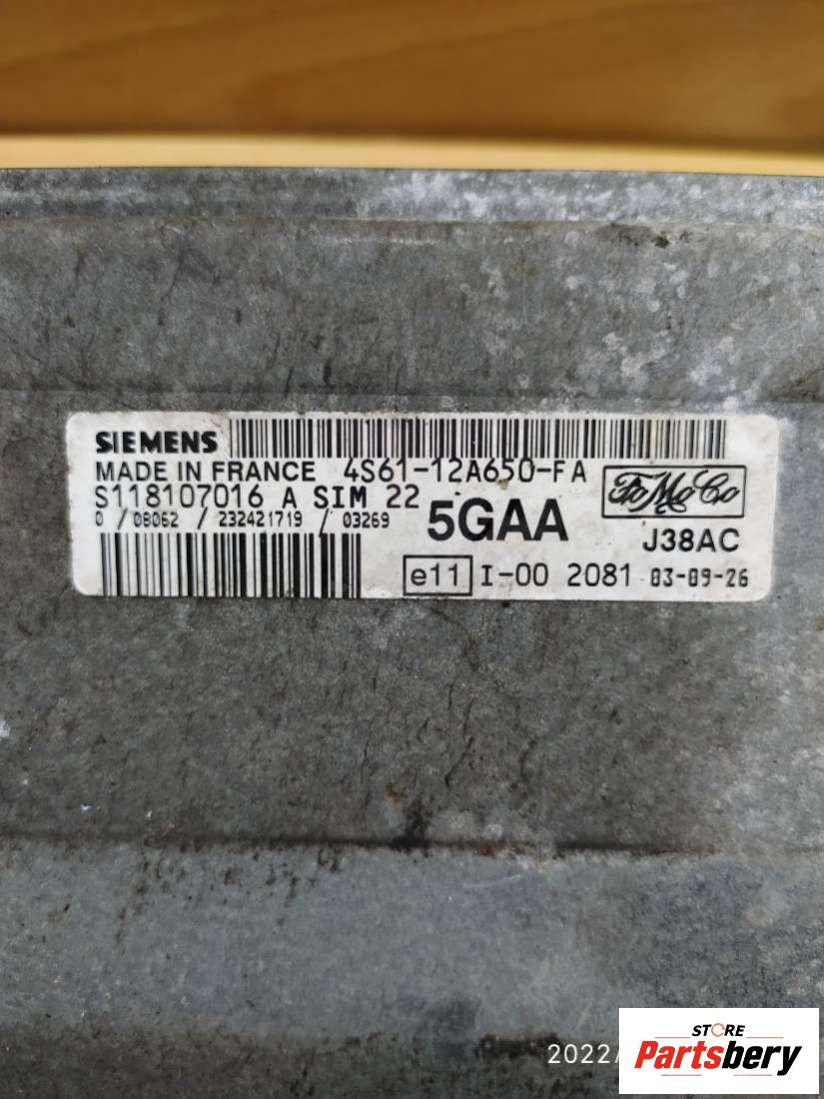 SIEMENS
MADE IN FRANCE 4S61-12A650-FA
S118107016 A SIM 22
0 / 08062 / 232421719 / 03269
5GAA
FoMoCo
J38AC
e11 I-00 2081 03-09-26
2022/
STORE
Partsbery